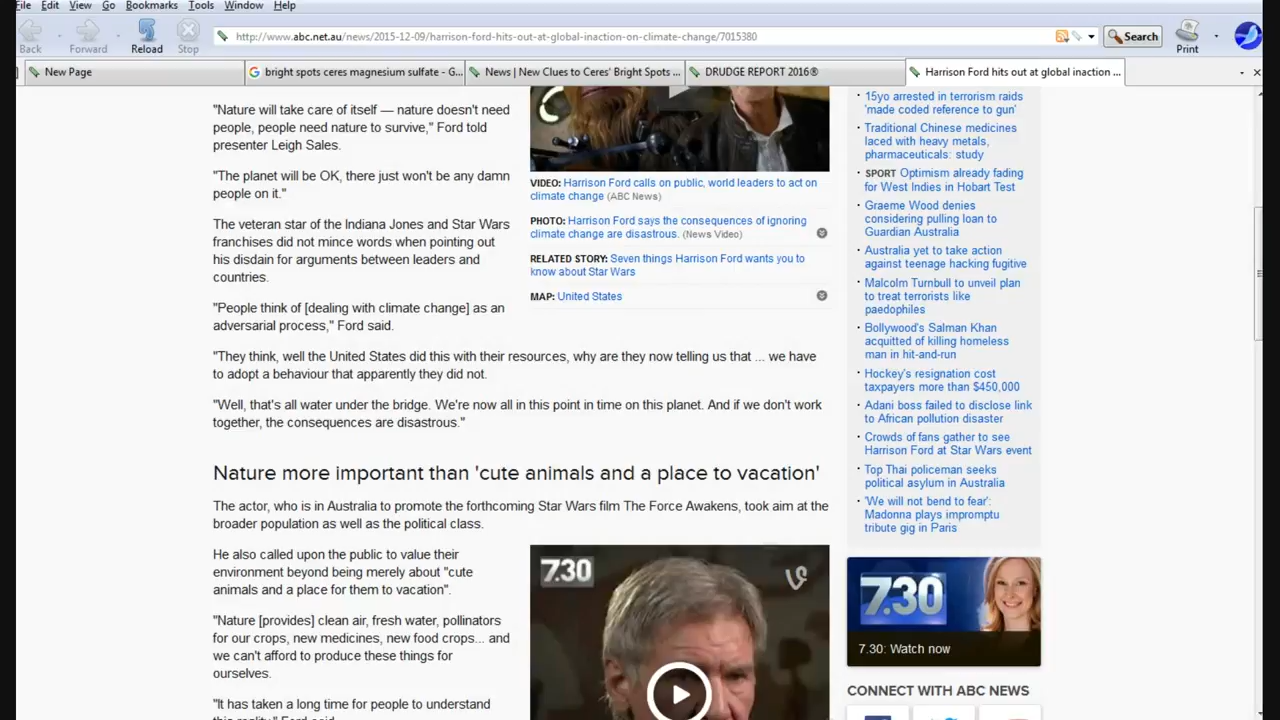 File Edit View Go Bookmarks Tools Window Help
Back Forward Reload Stop
http://www.abc.net.au/news/2015-12-09/harrison-ford-hits-out-at-global-inaction-on-climate-change/7015380
Search
Print
New Page
bright spots ceres magnesium sulfate - G...
News | New Clues to Ceres' Bright Spots ...
DRUDGE REPORT 2016®
Harrison Ford hits out at global inaction ...
"Nature will take care of itself — nature doesn't need
people, people need nature to survive," Ford told
presenter Leigh Sales.
"The planet will be OK, there just won't be any damn
people on it."
The veteran star of the Indiana Jones and Star Wars
franchises did not mince words when pointing out
his disdain for arguments between leaders and
countries.
"People think of [dealing with climate change] as an
adversarial process," Ford said.
"They think, well the United States did this with their resources, why are they now telling us that ... we have
to adopt a behaviour that apparently they did not.
"Well, that's all water under the bridge. We're now all in this point in time on this planet. And if we don't work
together, the consequences are disastrous."
Nature more important than 'cute animals and a place to vacation'
The actor, who is in Australia to promote the forthcoming Star Wars film The Force Awakens, took aim at the
broader population as well as the political class.
He also called upon the public to value their
environment beyond being merely about "cute
animals and a place for them to vacation".
"Nature [provides] clean air, fresh water, pollinators
for our crops, new medicines, new food crops... and
we can't afford to produce these things for
ourselves.
"It has taken a long time for people to understand
this reality," Ford said.
VIDEO: Harrison Ford calls on public, world leaders to act on
climate change (ABC News)
PHOTO: Harrison Ford says the consequences of ignoring
climate change are disastrous. (News Video)
RELATED STORY: Seven things Harrison Ford wants you to
know about Star Wars
MAP: United States
7.30
15yo arrested in terrorism raids
'made coded reference to gun'
Traditional Chinese medicines
laced with heavy metals,
pharmaceuticals: study
SPORT Optimism already fading
for West Indies in Hobart Test
Graeme Wood denies
considering pulling loan to
Guardian Australia
Australia yet to take action
against teenage hacking fugitive
Malcolm Turnbull to unveil plan
to treat terrorists like
paedophiles
Bollywood's Salman Khan
acquitted of killing homeless
man in hit-and-run
Hockey's resignation cost
taxpayers more than $450,000
Adani boss failed to disclose link
to African pollution disaster
Crowds of fans gather to see
Harrison Ford at Star Wars event
Top Thai policeman seeks
political asylum in Australia
'We will not bend to fear':
Madonna plays impromptu
tribute gig in Paris
7.30
7.30: Watch now
CONNECT WITH ABC NEWS